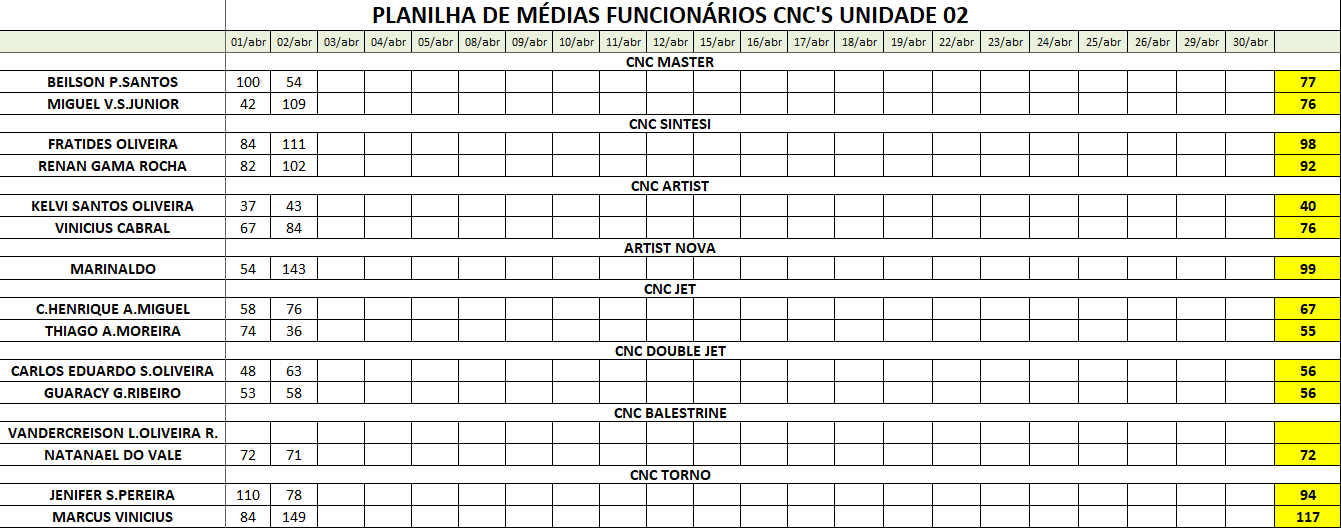 PLANILHA DE MÉDIAS FUNCIONÁRIOS CNC'S UNIDADE 02
01/abr 02/abr 03/abr 04/abr 05/abr 08/abr 09/abr 10/abr 11/abr 12/abr 15/abr 16/abr 17/abr 18/abr 19/abr 22/abr 23/abr 24/abr 25/abr 26/abr 29/abr 30/abr
CNC MASTER
BEILSON P.SANTOS 100 54 77
MIGUEL V.S.JUNIOR 42 109 76
CNC SINTESI
FRATIDES OLIVEIRA 84 111 98
RENAN GAMA ROCHA 82 102 92
CNC ARTIST
KELVI SANTOS OLIVEIRA 37 43 40
VINICIUS CABRAL 67 84 76
ARTIST NOVA
MARINALDO 54 143 99
CNC JET
C.HENRIQUE A.MIGUEL 58 76 67
THIAGO A.MOREIRA 74 36 55
CNC DOUBLE JET
CARLOS EDUARDO S.OLIVEIRA 48 63 56
GUARACY G.RIBEIRO 53 58 56
CNC BALESTRINE
VANDERCREISON L.OLIVEIRA R.
NATANAEL DO VALE 72 71 72
CNC TORNO
JENIFER S.PEREIRA 110 78 94
MARCUS VINICIUS 84 149 117